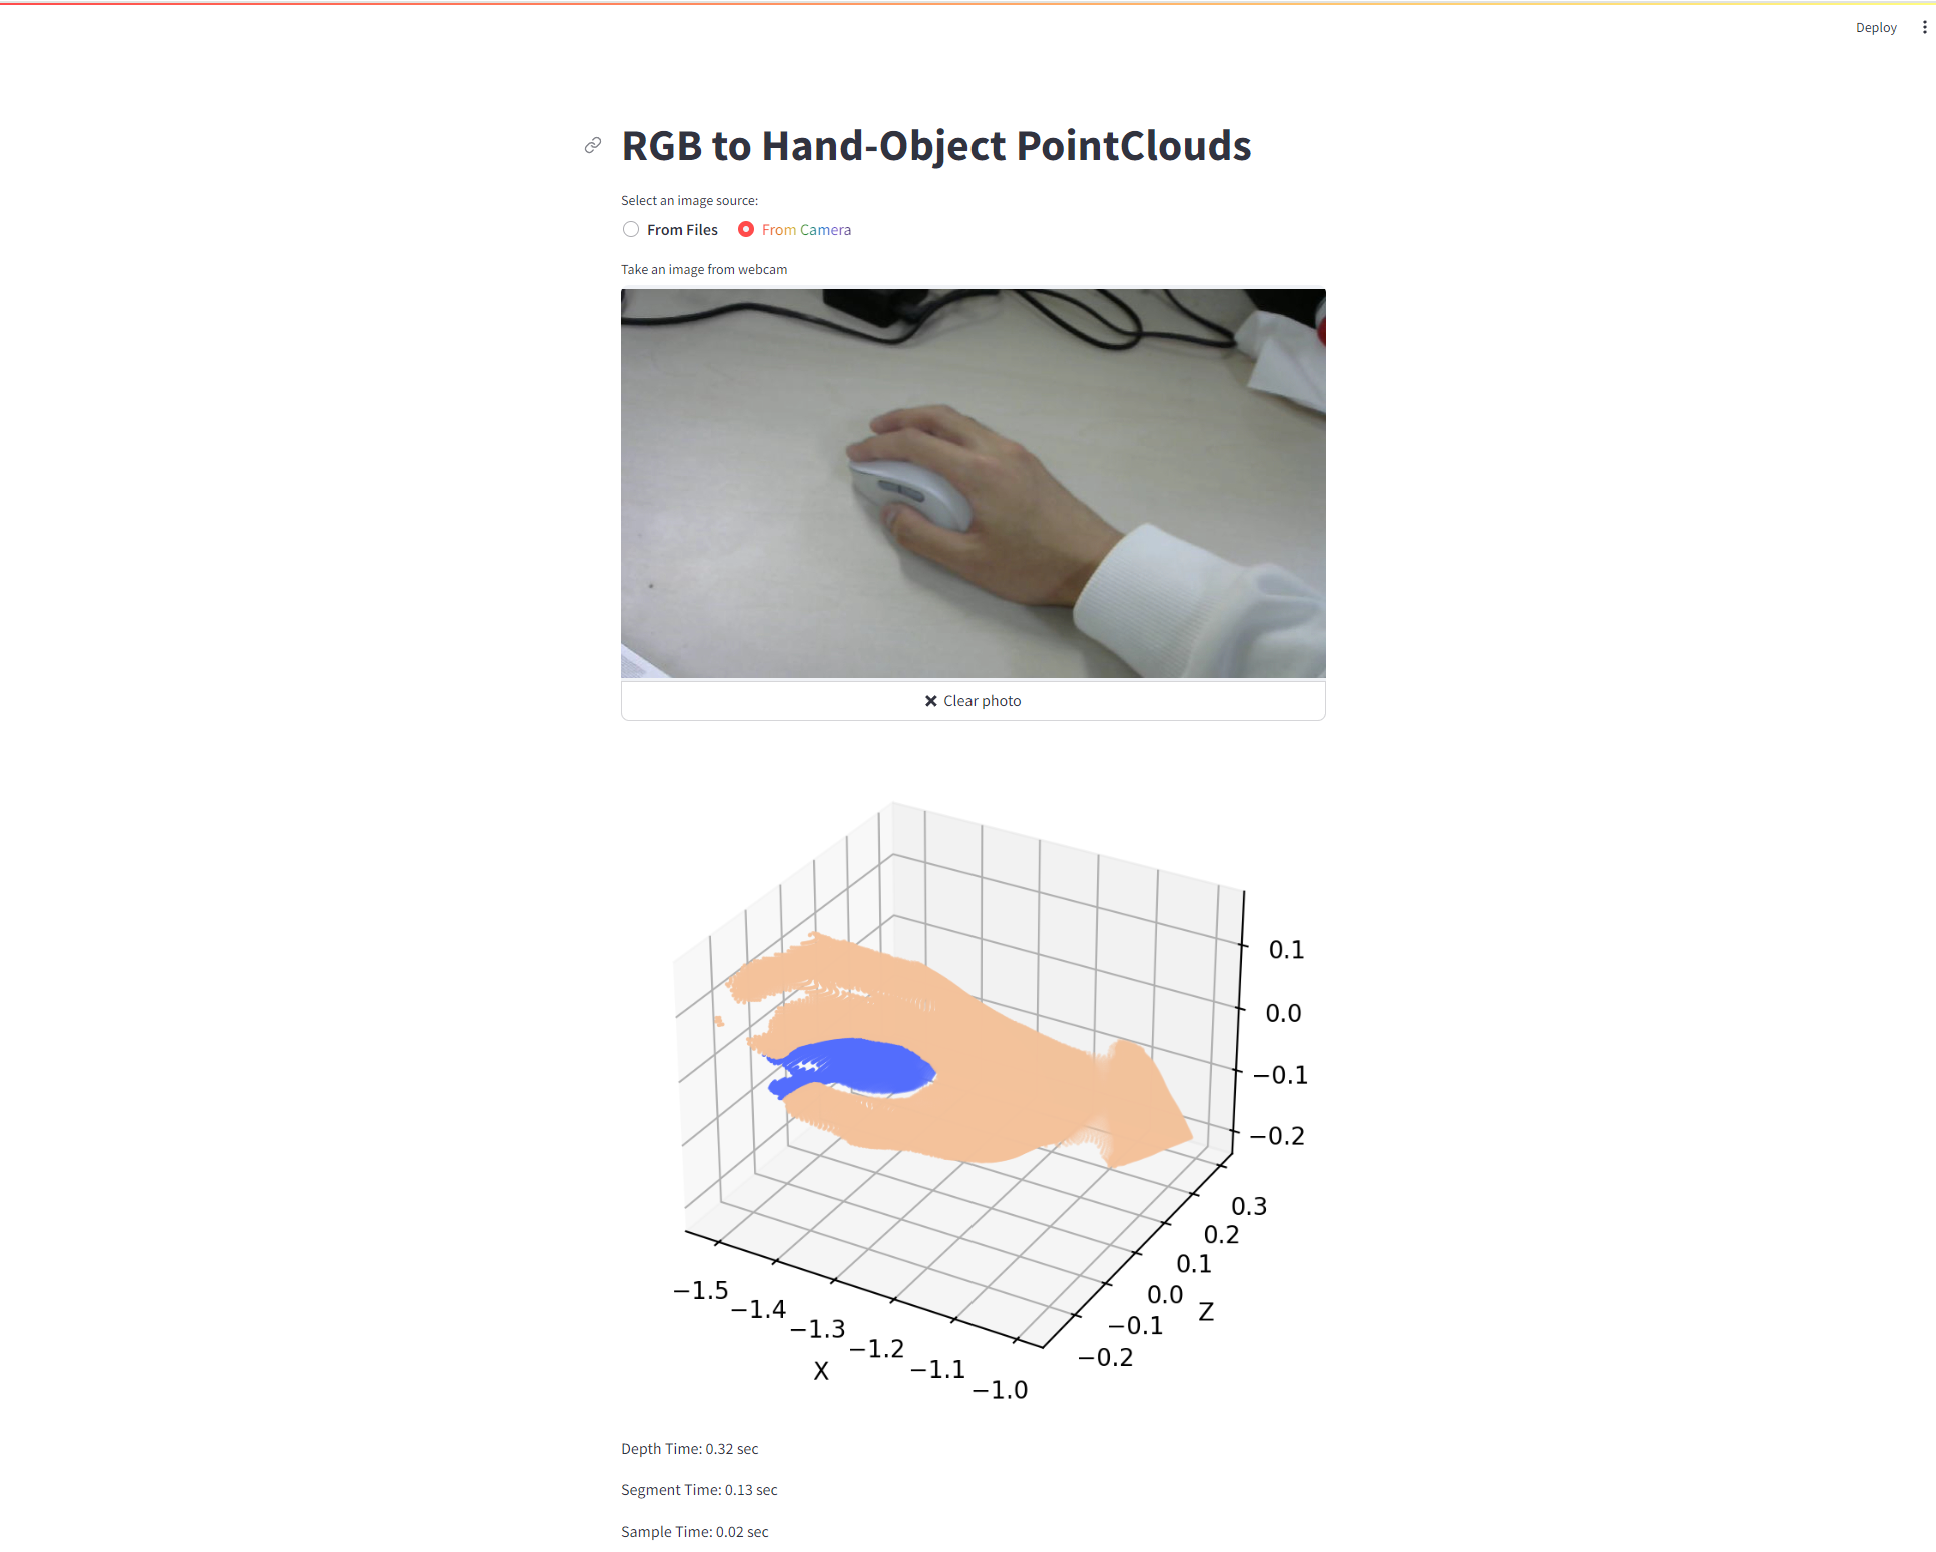 Deploy
RGB to Hand-Object PointClouds
Select an image source:
From Files From Camera
Take an image from webcam
Clear photo
0.1
0.0
−0.1
−0.2
0.3
0.2
0.1
0.0
−0.1
−0.2
Z
−1.5
−1.4
−1.3
−1.2
−1.1
−1.0
X
Depth Time: 0.32 sec
Segment Time: 0.13 sec
Sample Time: 0.02 sec